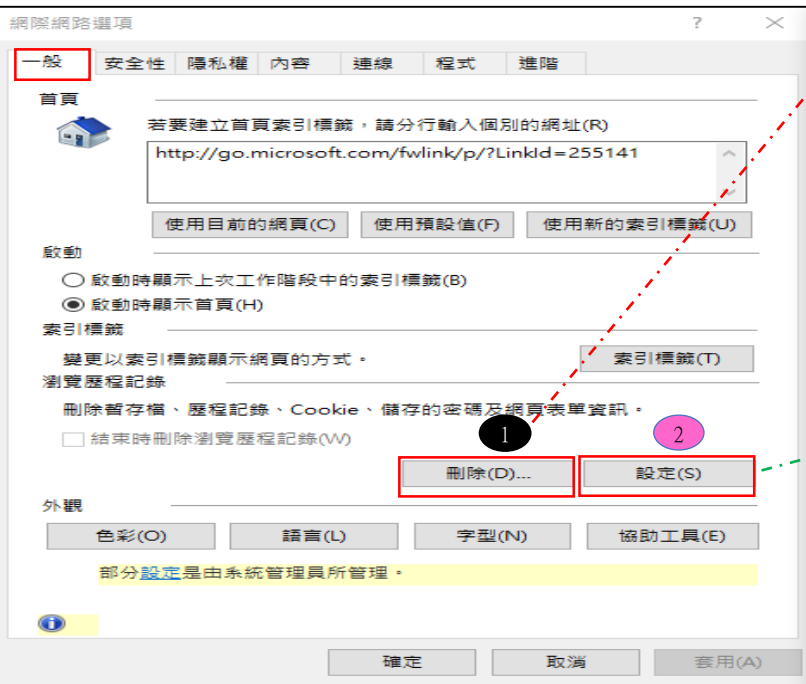 網際網路選項 ? ×
一般 安全性 隱私權 內容 連線 程式 進階
首頁
若要建立首頁索引標籤，請分行輸入個別的網址(R)
http://go.microsoft.com/fwlink/p/?LinkId=255141
使用目前的網頁(C) 使用預設值(F) 使用新的索引標籤(U)
啟動
啟動時顯示上次工作階段中的索引標籤(B)
啟動時顯示首頁(H)
索引標籤
變更以索引標籤顯示網頁的方式。 索引標籤(T)
瀏覽歷程記錄
刪除暫存檔、歷程記錄、Cookie、儲存的密碼及網頁表單資訊。
結束時刪除瀏覽歷程記錄(W) 1 2
刪除(D)... 設定(S)
外觀
色彩(O) 語言(L) 字型(N) 協助工具(E)
部分設定是由系統管理員所管理。
確定 取消 套用(A)